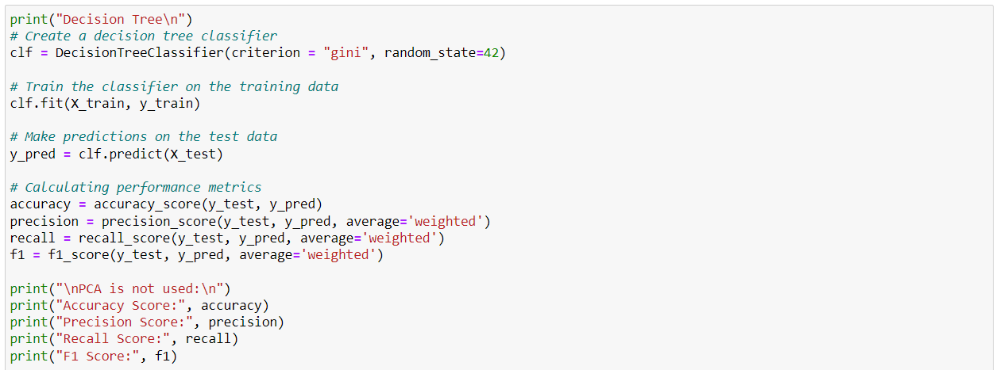 print("Decision Tree\n")
# Create a decision tree classifier
clf = DecisionTreeClassifier(criterion = "gini", random_state=42)
# Train the classifier on the training data
clf.fit(X_train, y_train)
# Make predictions on the test data
y_pred = clf.predict(X_test)
# Calculating performance metrics
accuracy = accuracy_score(y_test, y_pred)
precision = precision_score(y_test, y_pred, average='weighted')
recall = recall_score(y_test, y_pred, average='weighted')
f1 = f1_score(y_test, y_pred, average='weighted')
print("\nPCA is not used:\n")
print("Accuracy Score:", accuracy)
print("Precision Score:", precision)
print("Recall Score:", recall)
print("F1 Score:", f1)